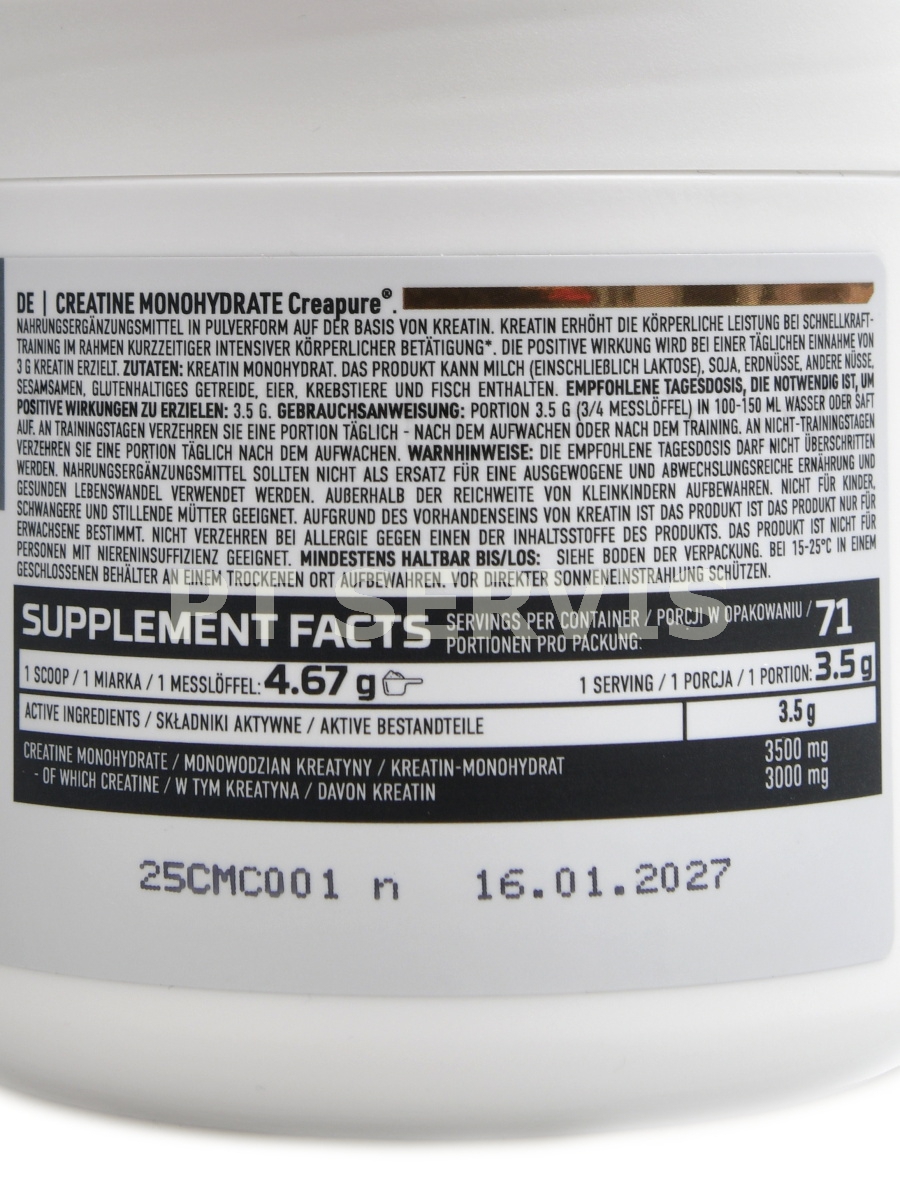 DE | CREATINE MONOHYDRATE Creapure®.
NAHRUNGSERGÄNZUNGSMITTEL IN PULVERFORM AUF DER BASIS VON KREATIN. KREATIN ERHÖHT DIE KÖRPERLICHE LEISTUNG BEI SCHNELLKRAFT-
TRAINING IM RAHMEN KURZZEITIGER INTENSIVER KÖRPERLICHER BETÄTIGUNG*. DIE POSITIVE WIRKUNG WIRD BEI EINER TÄGLICHEN EINNAHME VON
3 G KREATIN ERZIELT. ZUTATEN: KREATIN MONOHYDRAT. DAS PRODUKT KANN MILCH (EINSCHLIEßLICH LAKTOSE), SOJA, ERDNÜSSE, ANDERE NÜSSE,
SESAMSAMEN, GLUTENHALTIGES GETREIDE, EIER, KREBSTIERE UND FISCH ENTHALTEN. EMPFOHLENE TAGESDOSIS, DIE NOTWENDIG IST, UM
POSITIVE WIRKUNGEN ZU ERZIELEN: 3.5 G. GEBRAUCHSANWEISUNG: PORTION 3.5 G (3/4 MESSLÖFFEL) IN 100-150 ML WASSER ODER SAFT
AUF. AN TRAININGSTAGEN VERZEHREN SIE EINE PORTION TÄGLICH - NACH DEM AUFWACHEN ODER NACH DEM TRAINING. AN NICHT-TRAININGSTAGEN
VERZEHREN SIE EINE PORTION TÄGLICH NACH DEM AUFWACHEN. WARNHINWEISE: DIE EMPFOHLENE TAGESDOSIS DARF NICHT ÜBERSCHRITTEN
WERDEN. NAHRUNGSERGÄNZUNGSMITTEL SOLLTEN NICHT ALS ERSATZ FÜR EINE AUSGEWOGENE UND ABWECHSLUNGSREICHE ERNÄHRUNG UND
GESUNDEN LEBENSWANDEL VERWENDET WERDEN. AUßERHALB DER REICHWEITE VON KLEINKINDERN AUFBEWAHREN. NICHT FÜR KINDER,
SCHWANGERE UND STILLENDE MÜTTER GEEIGNET. AUFGRUND DES VORHANDENSEINS VON KREATIN IST DAS PRODUKT IST DAS PRODUKT NUR FÜR
ERWACHSENE BESTIMMT. NICHT VERZEHREN BEI ALLERGIE GEGEN EINEN DER INHALTSSTOFFE DES PRODUKTS. DAS PRODUKT IST NICHT FÜR
PERSONEN MIT NIERENINSUFFIZIENZ GEEIGNET. MINDESTENS HALTBAR BIS/LOS: SIEHE BODEN DER VERPACKUNG. BEI 15-25°C IN EINEM
GESCHLOSSENEN BEHÄLTER AN EINEM TROCKENEN ORT AUFBEWAHREN. VOR DIREKTER SONNENEINSTRAHLUNG SCHÜTZEN.
PT SERVIS
SUPPLEMENT FACTS SERVINGS PER CONTAINER / PORCJI W OPAKOWANIU / 71
PORTIONEN PRO PACKUNG:
1 SCOOP / 1 MIARKA / 1 MESSLÖFFEL: 4.67 g 1 SERVING / 1 PORCJA / 1 PORTION: 3.5 g
ACTIVE INGREDIENTS / SKŁADNIKI AKTYWNE / AKTIVE BESTANDTEILE 3.5 g
CREATINE MONOHYDRATE / MONOWODZIAN KREATYNY / KREATIN-MONOHYDRAT 3500 mg
- OF WHICH CREATINE / W TYM KREATYNA / DAVON KREATIN 3000 mg
25CMC001 n 16.01.2027